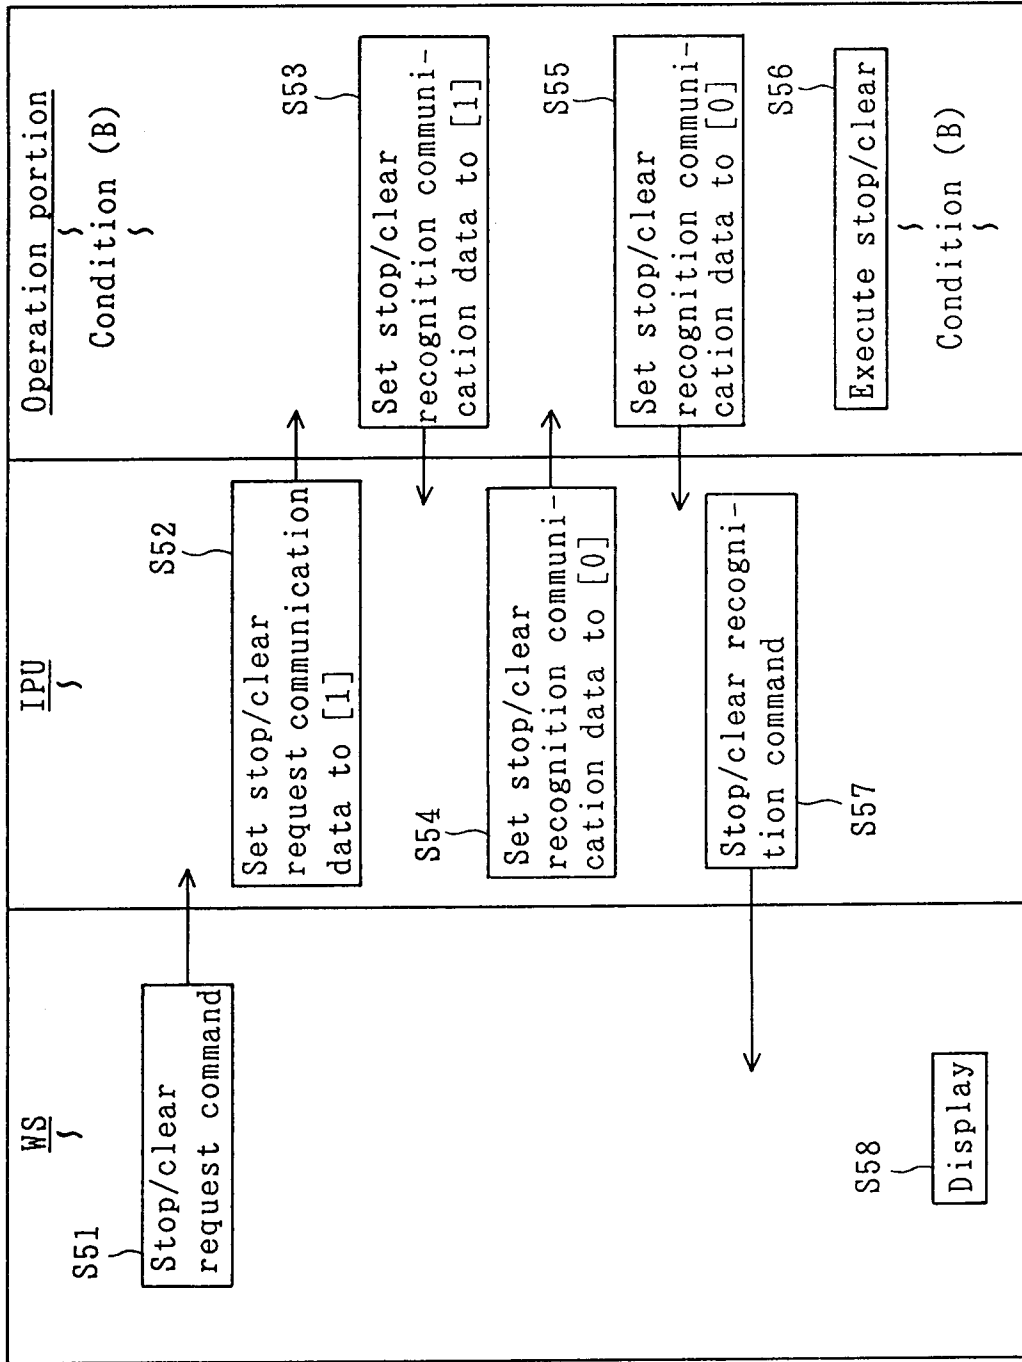 WS
IPU
Operation portion
Condition (B)
S51
Stop/clear
request command
S52
Set stop/clear
request communication
data to [1]
S53
Set stop/clear
recognition communi-
cation data to [1]
S54
Set stop/clear
recognition communi-
cation data to [0]
S55
Set stop/clear
recognition communi-
cation data to [0]
S56
Execute stop/clear
Condition (B)
Stop/clear recogni-
tion command
S57
S58
Display